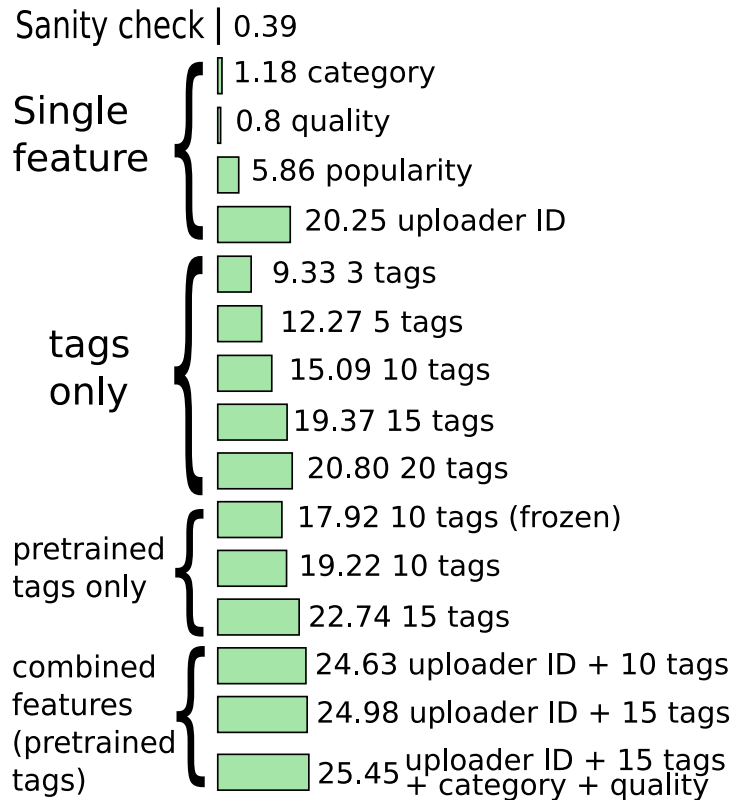 Sanity check 0.39
Single
feature
1.18 category
0.8 quality
5.86 popularity
20.25 uploader ID
tags
only
9.33 3 tags
12.27 5 tags
15.09 10 tags
19.37 15 tags
20.80 20 tags
pretrained
tags only
17.92 10 tags (frozen)
19.22 10 tags
22.74 15 tags
combined
features
(pretrained
tags)
24.63 uploader ID + 10 tags
24.98 uploader ID + 15 tags
25.45 uploader ID + 15 tags
+ category + quality